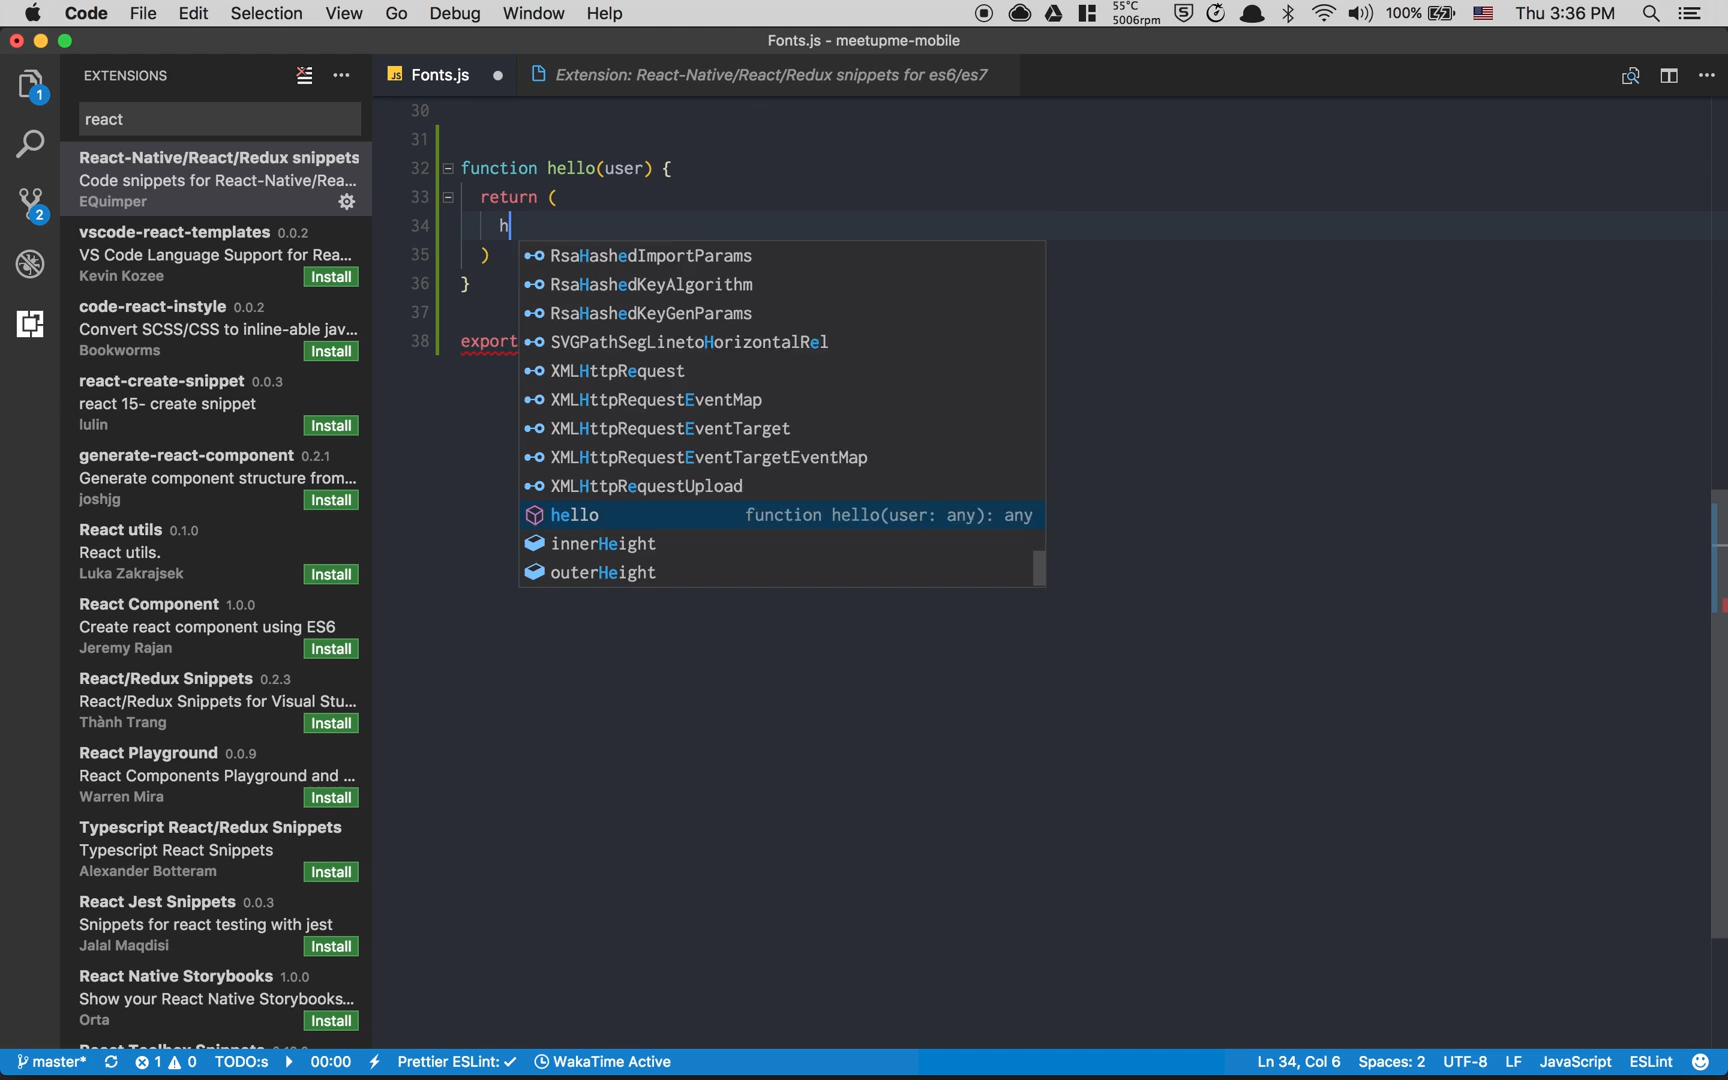 Code File Edit Selection View Go Debug Window Help 55°C 5006rpm 100% Thu 3:36 PM
Fonts.js - meetupme-mobile
EXTENSIONS
Fonts.js
Extension: React-Native/React/Redux snippets for es6/es7
1
2
react
React-Native/React/Redux snippets
Code snippets for React-Native/Rea...
EQuimper
vscode-react-templates 0.0.2
VS Code Language Support for Rea...
Kevin Kozee Install
code-react-instyle 0.0.2
Convert SCSS/CSS to inline-able jav...
Bookworms Install
react-create-snippet 0.0.3
react 15- create snippet
lulin Install
generate-react-component 0.2.1
Generate component structure from...
joshjg Install
React utils 0.1.0
React utils.
Luka Zakrajsek Install
React Component 1.0.0
Create react component using ES6
Jeremy Rajan Install
React/Redux Snippets 0.2.3
React/Redux Snippets for Visual Stu...
Thành Trang Install
React Playground 0.0.9
React Components Playground and ...
Warren Mira Install
Typescript React/Redux Snippets
Typescript React Snippets
Alexander Botteram Install
React Jest Snippets 0.0.3
Snippets for react testing with jest
Jalal Maqdisi Install
React Native Storybooks 1.0.0
Show your React Native Storybooks...
Orta Install
30
31
32 function hello(user) {
33 return (
34 h
35 )
36 }
37
38 export
RsaHashedImportParams
RsaHashedKeyAlgorithm
RsaHashedKeyGenParams
SVGPathSegLinetoHorizontalRel
XMLHttpRequest
XMLHttpRequestEventMap
XMLHttpRequestEventTarget
XMLHttpRequestEventTargetEventMap
XMLHttpRequestUpload
hello function hello(user: any): any
innerHeight
outerHeight
master* 1 0 TODO:s 00:00 Prettier ESLint: ✓ WakaTime Active Ln 34, Col 6 Spaces: 2 UTF-8 LF JavaScript ESLint